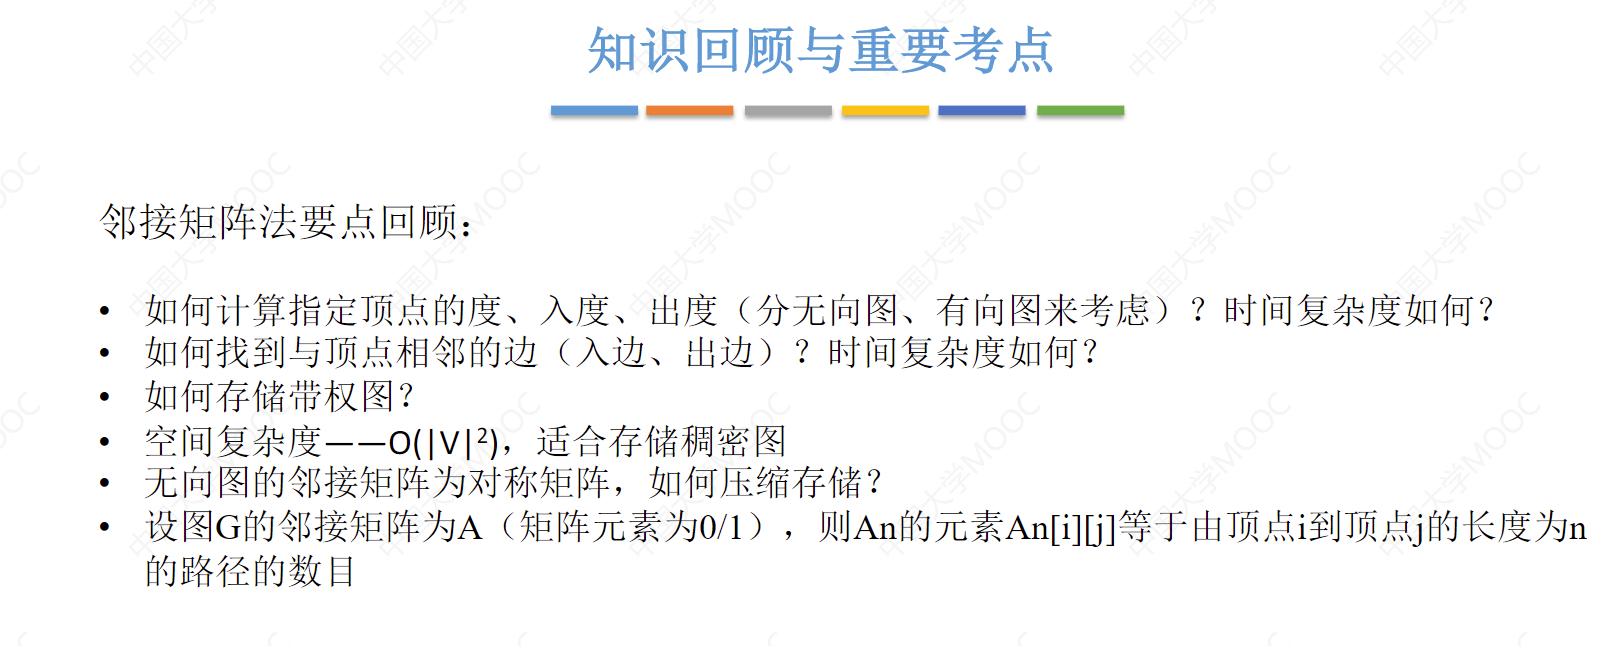 知识回顾与重要考点
邻接矩阵法要点回顾：
• 如何计算指定顶点的度、入度、出度（分无向图、有向图来考虑）？时间复杂度如何？
• 如何找到与顶点相邻的边（入边、出边）？时间复杂度如何？
• 如何存储带权图？
• 空间复杂度——O(|V|²)，适合存储稠密图
• 无向图的邻接矩阵为对称矩阵，如何压缩存储？
• 设图G的邻接矩阵为A（矩阵元素为0/1），则An的元素An[i][j]等于由顶点i到顶点j的长度为n
的路径的数目
中国大学MOOC